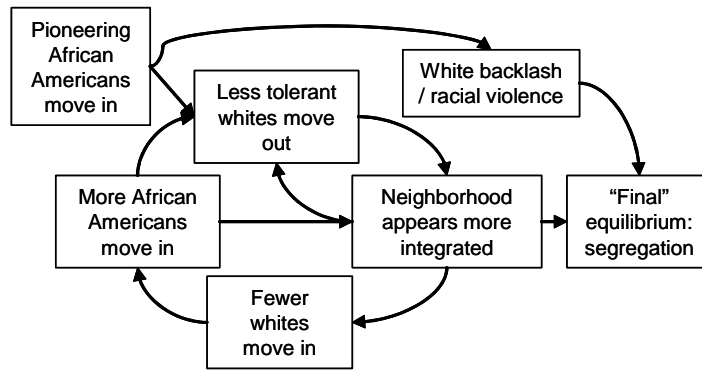 Pioneering
African
Americans
move in
White backlash
/ racial violence
Less tolerant
whites move
out
More African
Americans
move in
Neighborhood
appears more
integrated
“Final”
equilibrium:
segregation
Fewer
whites
move in